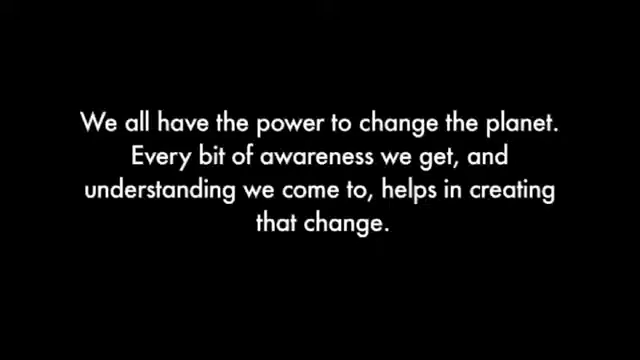 We all have the power to change the planet.
Every bit of awareness we get, and
understanding we come to, helps in creating
that change.